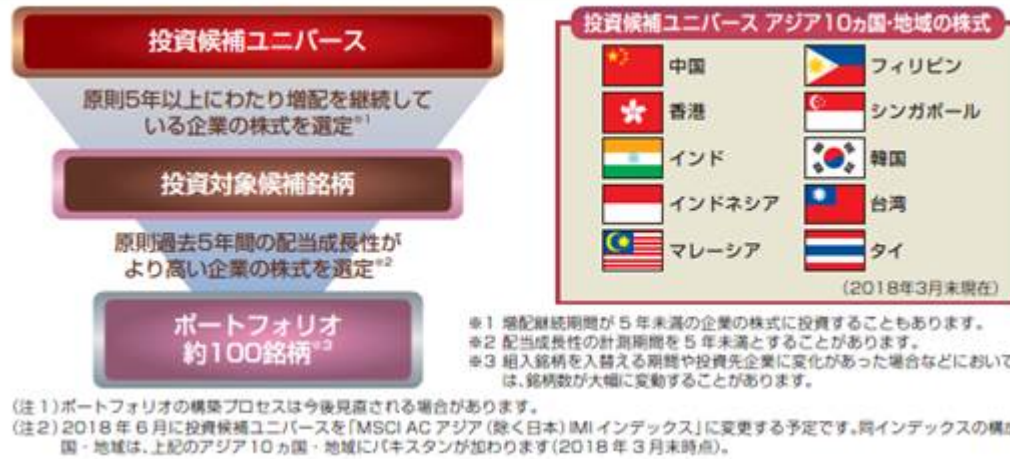 投資候補ユニバース
原則5年以上にわたり増配を継続して
いる企業の株式を選定※1
投資対象候補銘柄
原則過去5年間の配当成長性が
より高い企業の株式を選定※2
ポートフォリオ
約100銘柄※3
投資候補ユニバース アジア10ヵ国・地域の株式
中国
フィリピン
香港
シンガポール
インド
韓国
インドネシア
台湾
マレーシア
タイ
(2018年3月末現在)
※1 増配継続期間が5年未満の企業の株式に投資することもあります。
※2 配当成長性の計測期間を5年未満とすることがあります。
※3 組入銘柄を入替える期間や投資先企業に変化があった場合などにおいて
は、銘柄数が大幅に変動することがあります。
(注1)ポートフォリオの構築プロセスは今後見直される場合があります。
(注2)2018年6月に投資候補ユニバースを「MSCI AC アジア (除く日本) IMI インデックス」に変更する予定です。同インデックスの構成
国・地域は、上記のアジア10ヵ国・地域にパキスタンが加わります(2018年3月末時点)。